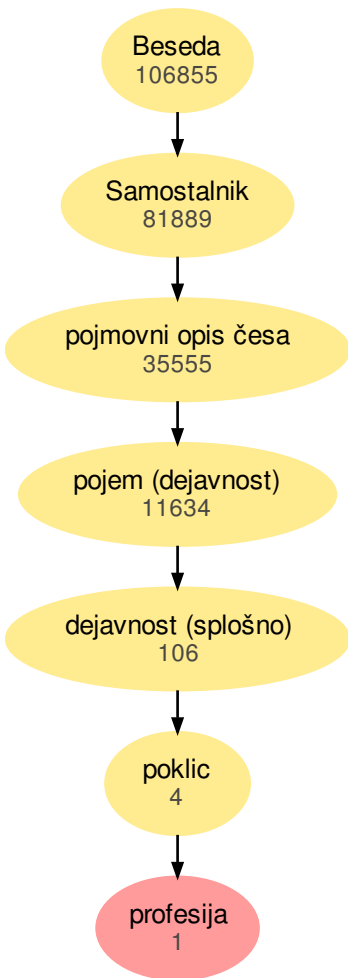 Beseda
106855
Samostalnik
81889
pojmovni opis česa
35555
pojem (dejavnost)
11634
dejavnost (splošno)
106
poklic
4
profesija
1